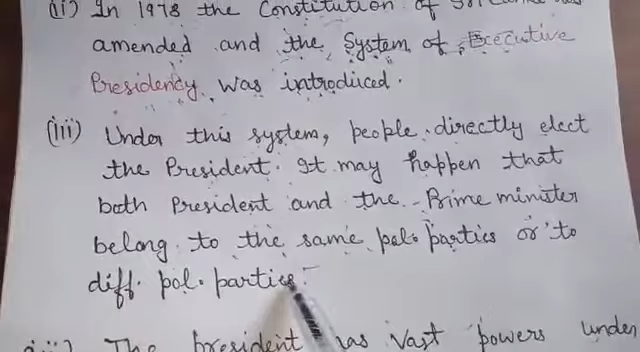 (ii) In 1978 the Constitution of
amended and the System of Executive
Presidency was introduced.
(iii) Under this system, people directly elect
the President. It may happen that
both President and the Prime minister
belong to the same pol. parties or to
diff. pol. parties.
The president has vast powers under